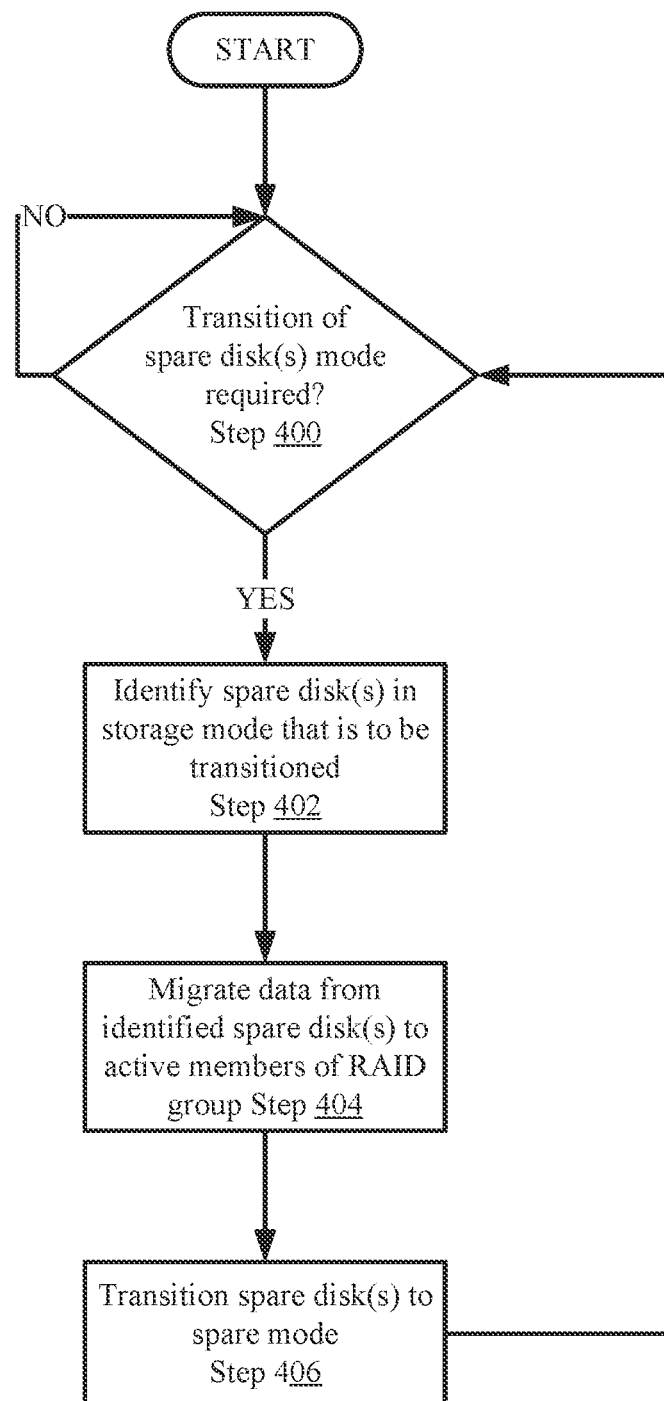 START
NO
Transition of
spare disk(s) mode
required?
Step 400
YES
Identify spare disk(s) in
storage mode that is to be
transitioned
Step 402
Migrate data from
identified spare disk(s) to
active members of RAID
group Step 404
Transition spare disk(s) to
spare mode
Step 406